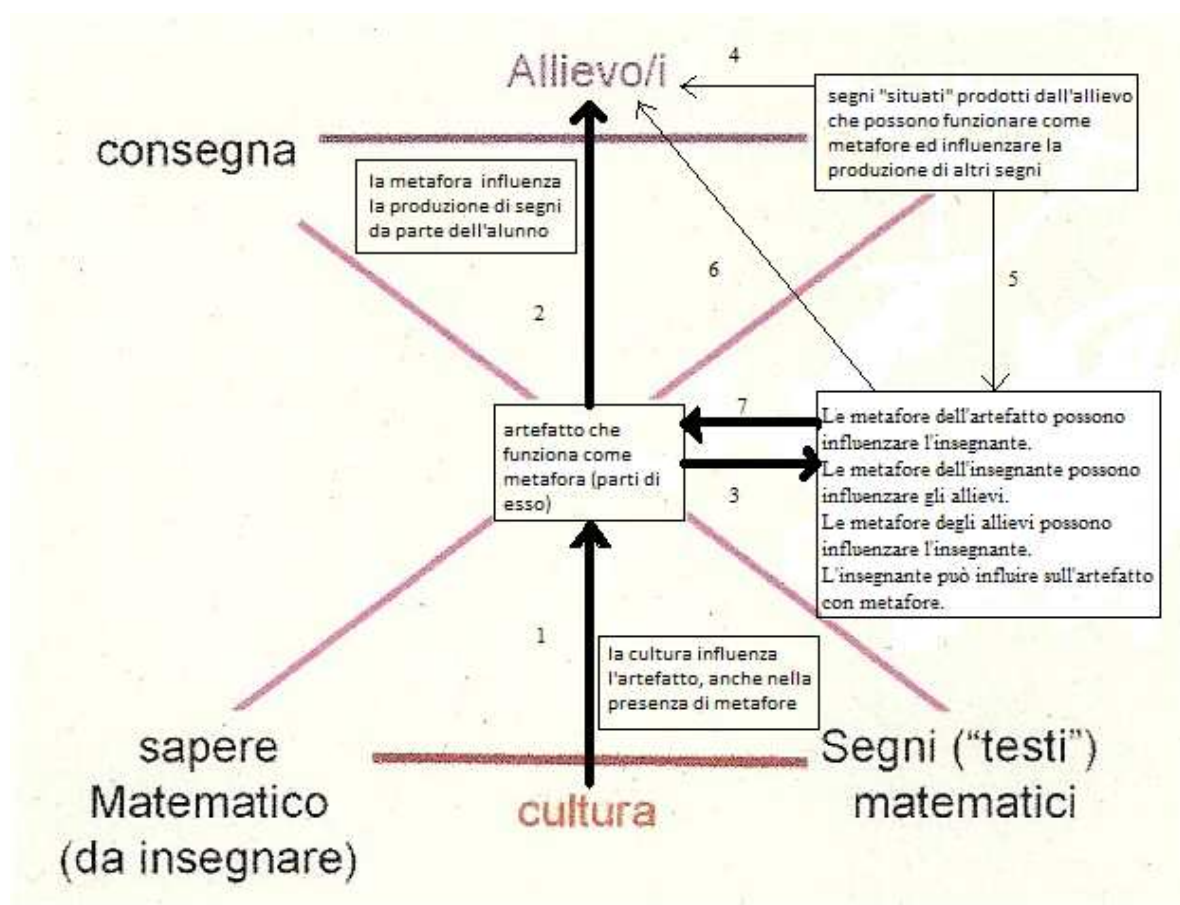 Allievo/i
4
consegna
segni "situati" prodotti dall'allievo
che possono funzionare come
metafore ed influenzare la
produzione di altri segni
la metafora influenza
la produzione di segni
da parte dell'alunno
6
5
2
artefatto che
funziona come
metafora (parti di
esso)
7
3
Le metafore dell'artefatto possono
influenzare l'insegnante.
Le metafore dell'insegnante possono
influenzare gli allievi.
Le metafore degli allievi possono
influenzare l'insegnante.
L'insegnante può influire sull'artefatto
con metafore.
1
la cultura influenza
l'artefatto, anche nella
presenza di metafore
sapere
Matematico
(da insegnare)
cultura
Segni ("testi")
matematici